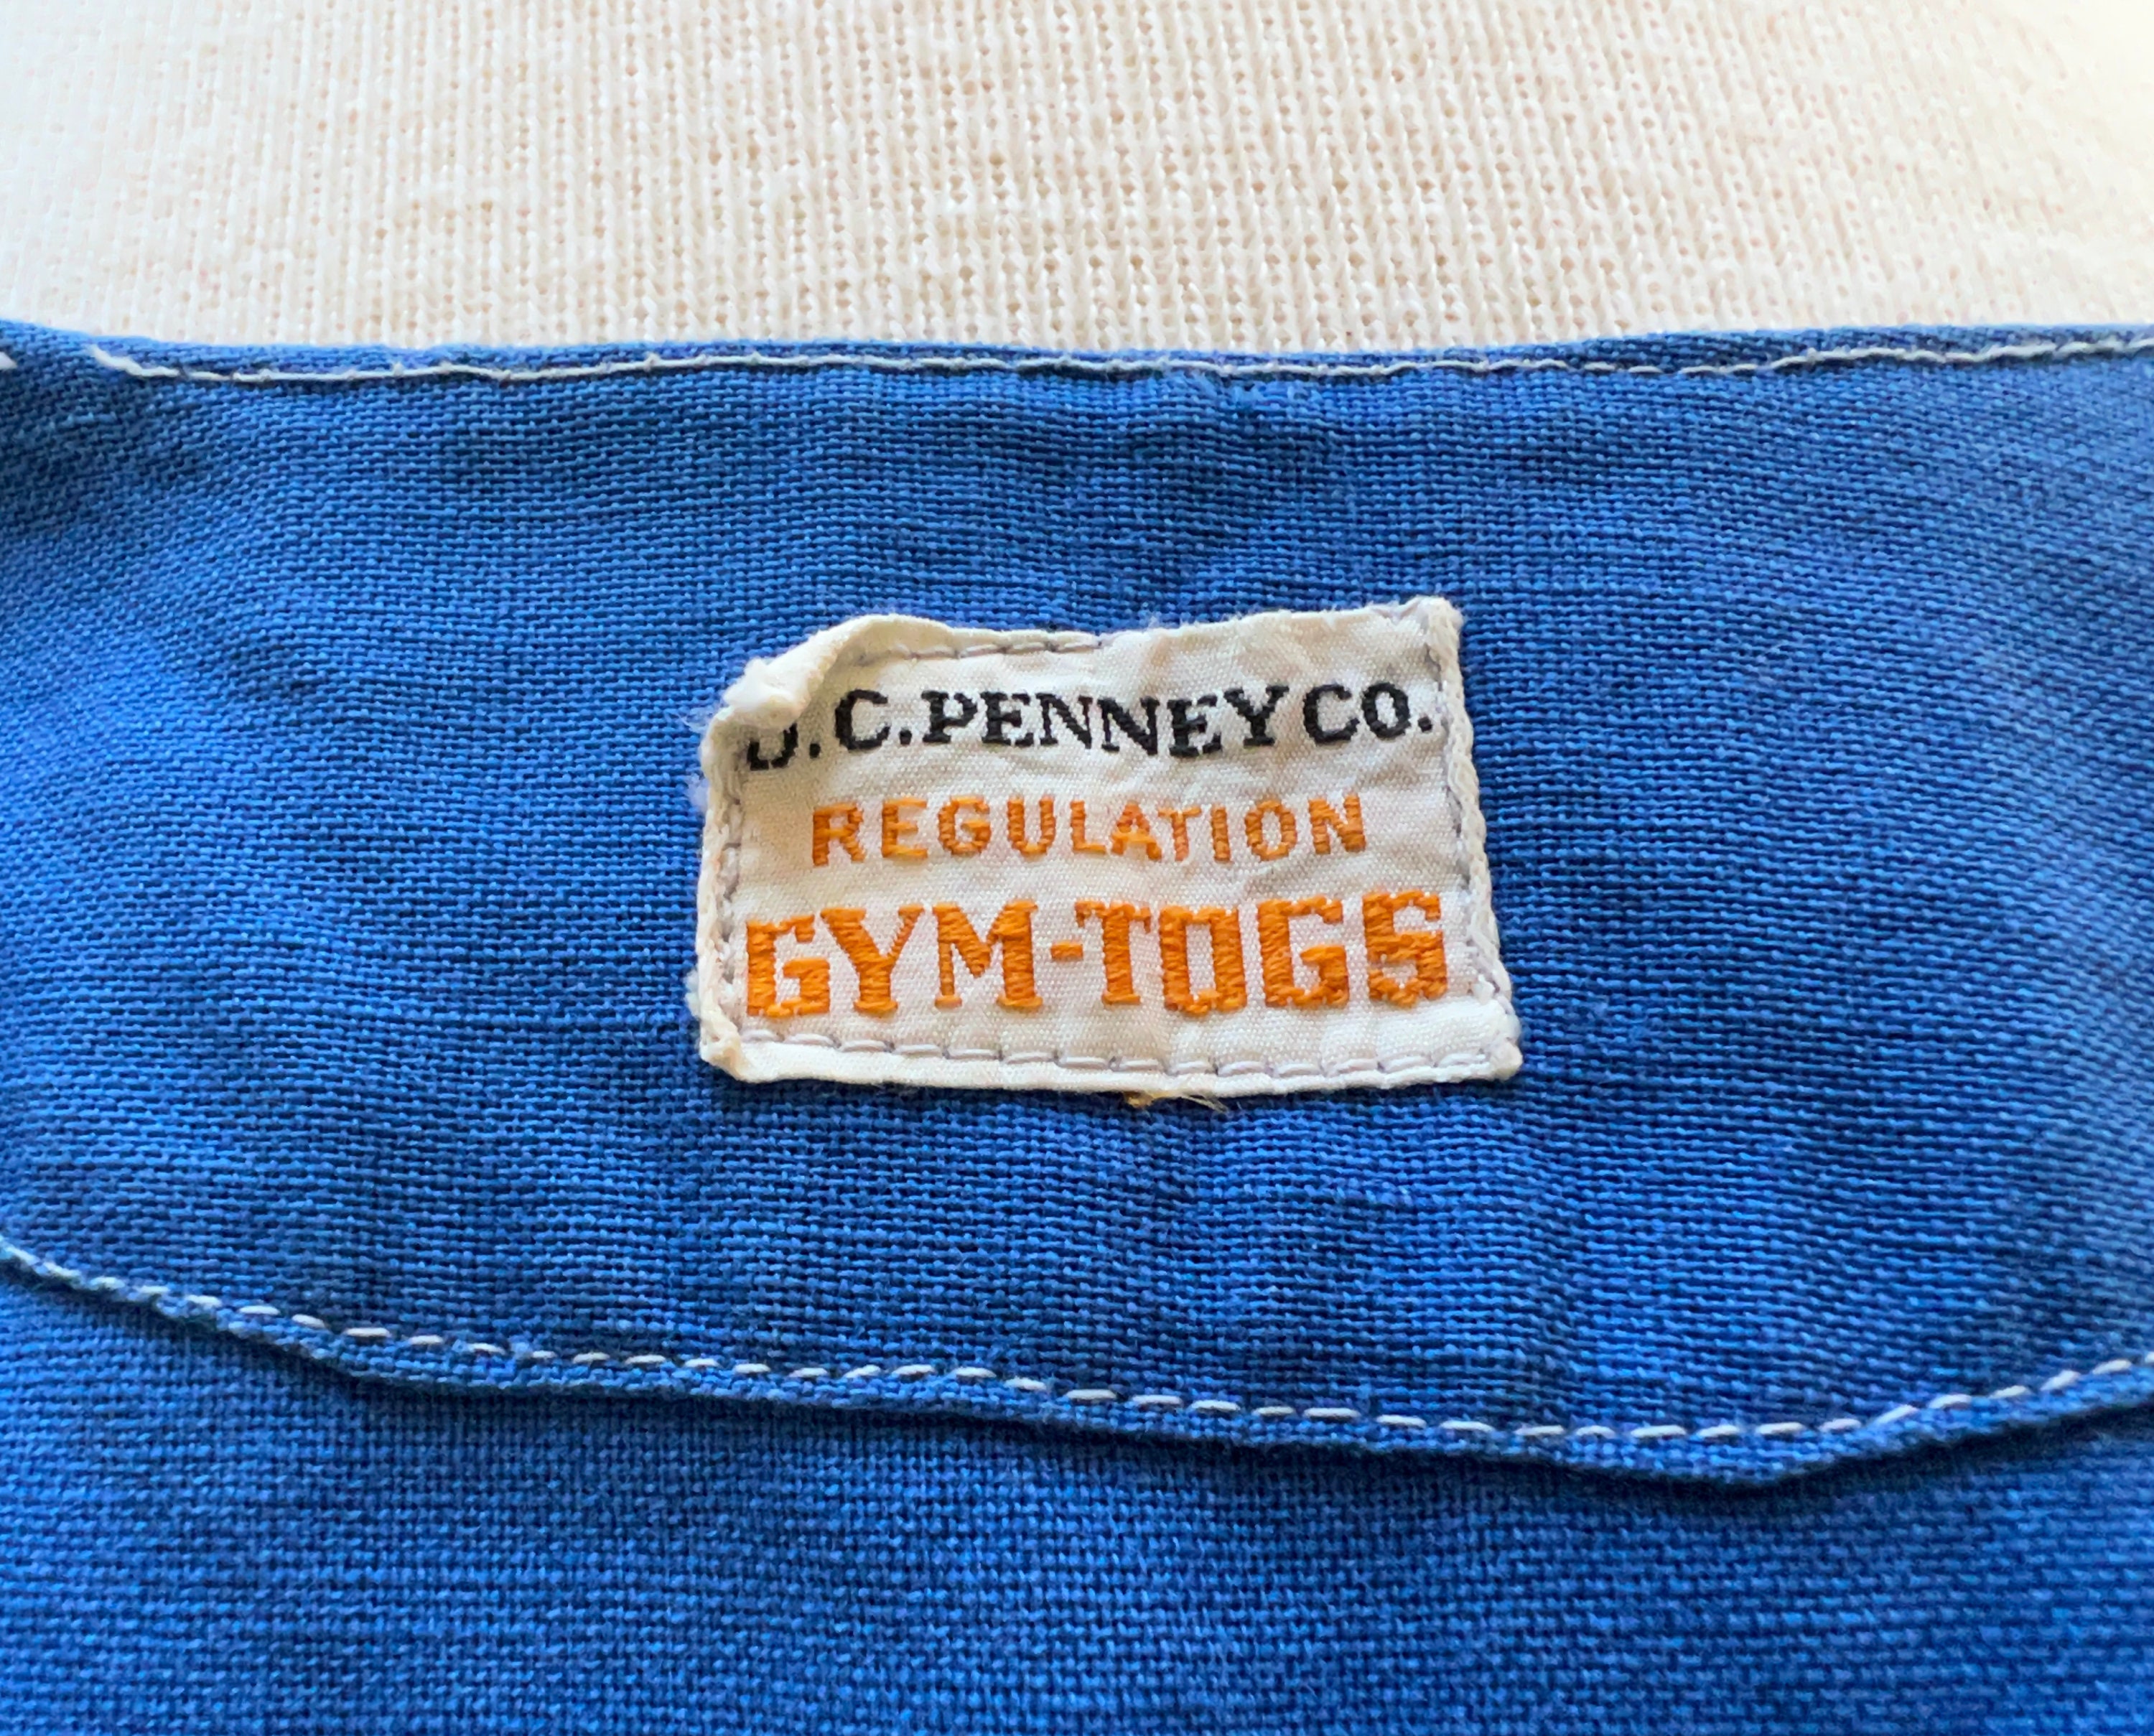 J.C.PENNEY CO.
REGULATION
GYM-TOGS